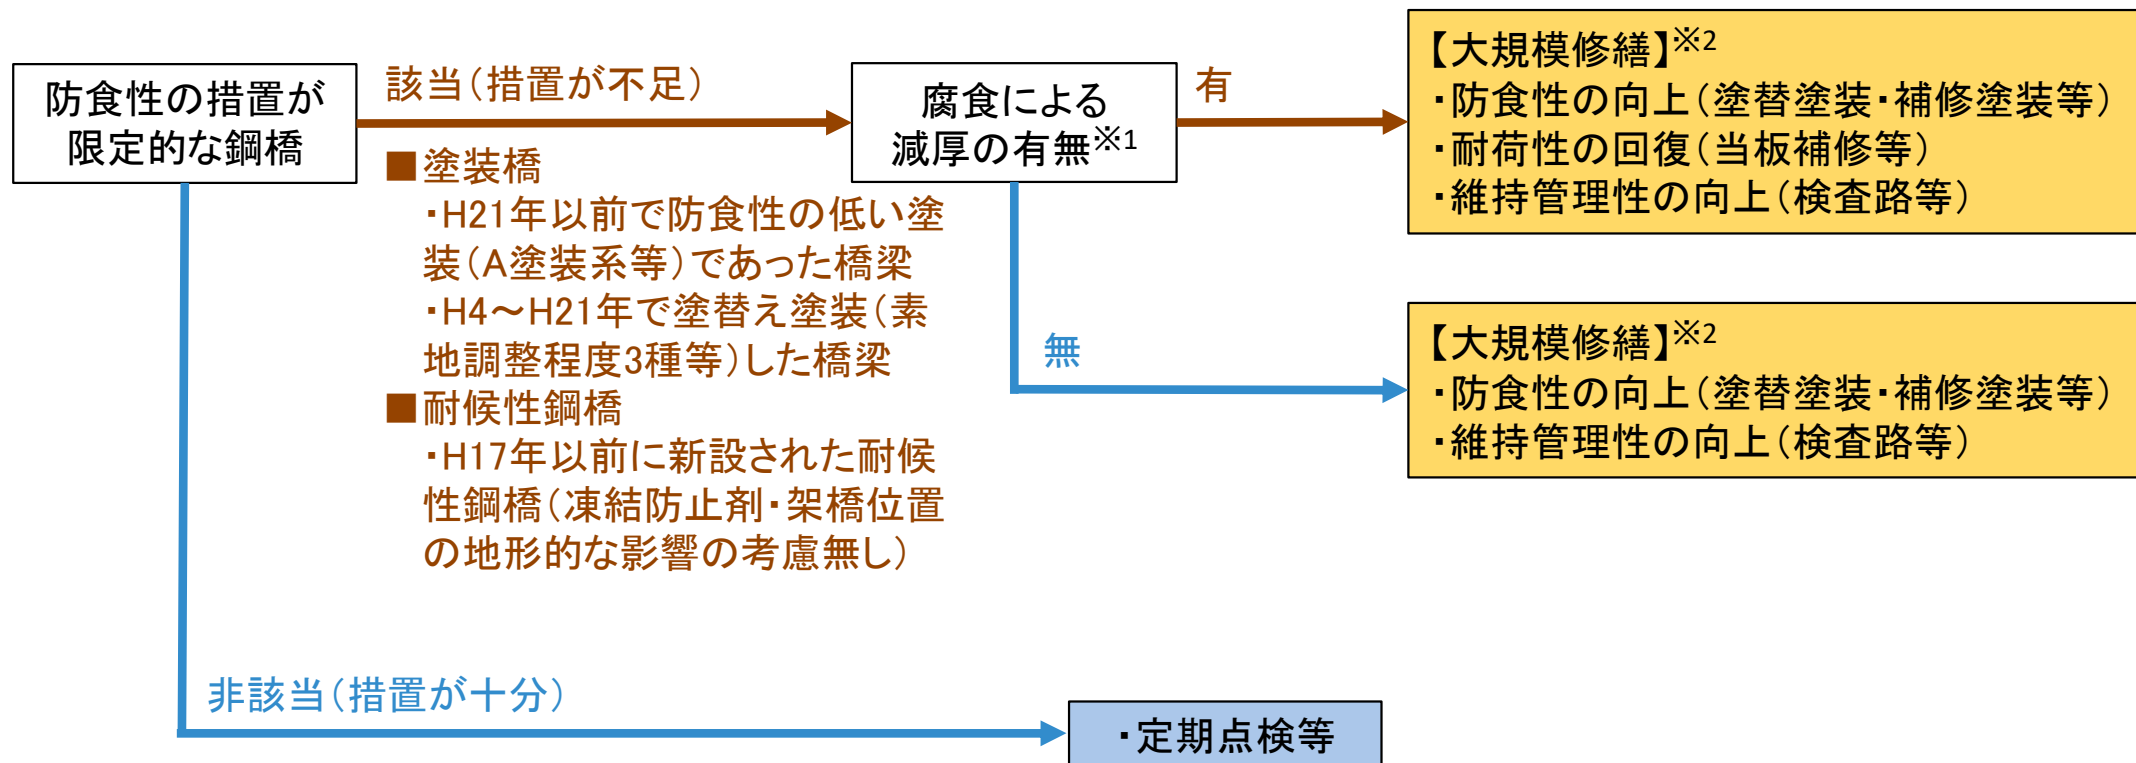 防食性の措置が
限定的な鋼橋
該当（措置が不足）
■塗装橋
・H21年以前で防食性の低い塗
装（A塗装系等）であった橋梁
・H4～H21年で塗替え塗装（素
地調整程度3種等）した橋梁
■耐候性鋼橋
・H17年以前に新設された耐候
性鋼橋（凍結防止剤・架橋位置
の地形的な影響の考慮無し）
腐食による
減厚の有無※1
有
【大規模修繕】※2
・防食性の向上（塗替塗装・補修塗装等）
・耐荷性の回復（当板補修等）
・維持管理性の向上（検査路等）
無
【大規模修繕】※2
・防食性の向上（塗替塗装・補修塗装等）
・維持管理性の向上（検査路等）
非該当（措置が十分）
・定期点検等